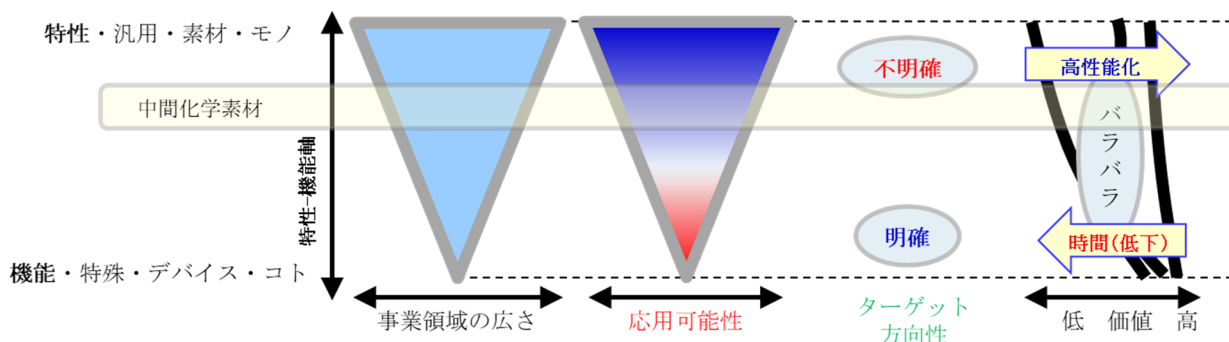 特性・汎用・素材・モノ
中間化学素材
特性-機能軸
機能・特殊・デバイス・コト
事業領域の広さ
応用可能性
不明確
明確
ターゲット
方向性
高性能化
バラバラ
時間(低下)
低 価値 高